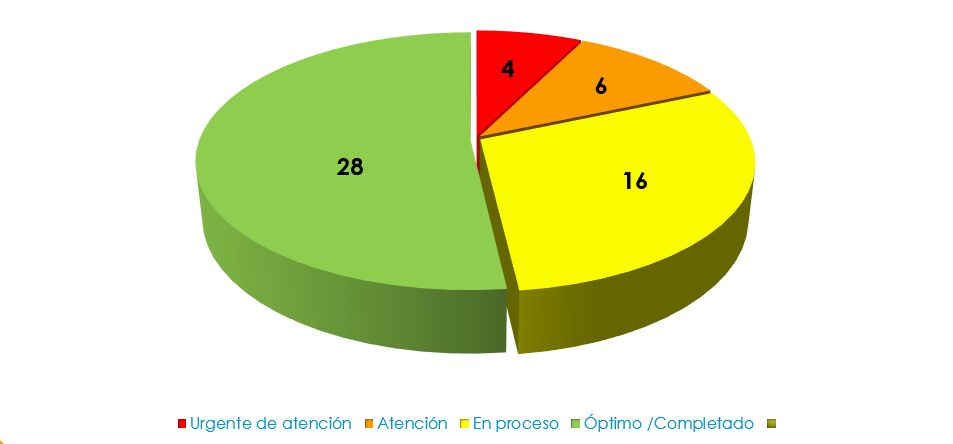 4
6
28
16
Urgente de atención Atención En proceso Óptimo /Completado